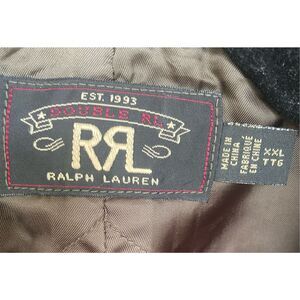 EST. 1993
DOUBLE RL
RRL
RALPH LAUREN
MADE IN
CHINA
FABRIQUÉ
EN CHINE
XXL
TTG